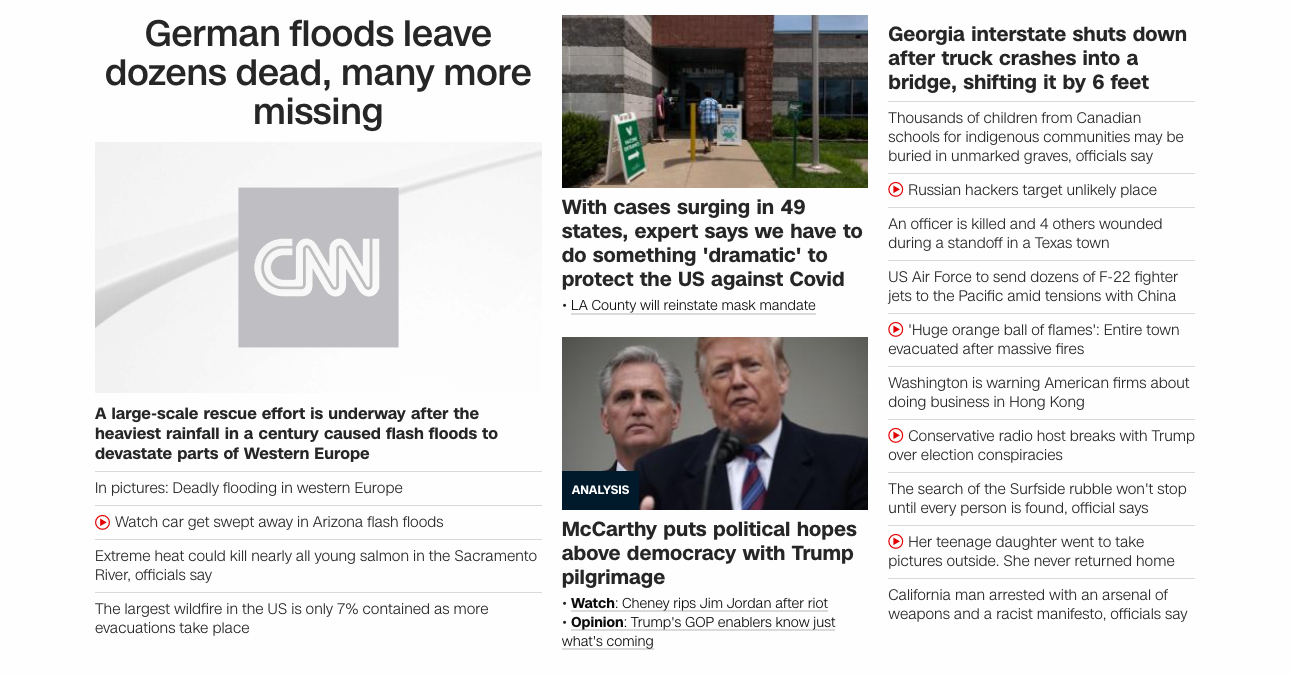 German floods leave
dozens dead, many more
missing
CNN
A large-scale rescue effort is underway after the
heaviest rainfall in a century caused flash floods to
devastate parts of Western Europe
In pictures: Deadly flooding in western Europe
Watch car get swept away in Arizona flash floods
Extreme heat could kill nearly all young salmon in the Sacramento
River, officials say
The largest wildfire in the US is only 7% contained as more
evacuations take place
With cases surging in 49
states, expert says we have to
do something 'dramatic' to
protect the US against Covid
• LA County will reinstate mask mandate
ANALYSIS
McCarthy puts political hopes
above democracy with Trump
pilgrimage
• Watch: Cheney rips Jim Jordan after riot
• Opinion: Trump's GOP enablers know just
what's coming
Georgia interstate shuts down
after truck crashes into a
bridge, shifting it by 6 feet
Thousands of children from Canadian
schools for indigenous communities may be
buried in unmarked graves, officials say
Russian hackers target unlikely place
An officer is killed and 4 others wounded
during a standoff in a Texas town
US Air Force to send dozens of F-22 fighter
jets to the Pacific amid tensions with China
'Huge orange ball of flames': Entire town
evacuated after massive fires
Washington is warning American firms about
doing business in Hong Kong
Conservative radio host breaks with Trump
over election conspiracies
The search of the Surfside rubble won't stop
until every person is found, official says
Her teenage daughter went to take
pictures outside. She never returned home
California man arrested with an arsenal of
weapons and a racist manifesto, officials say